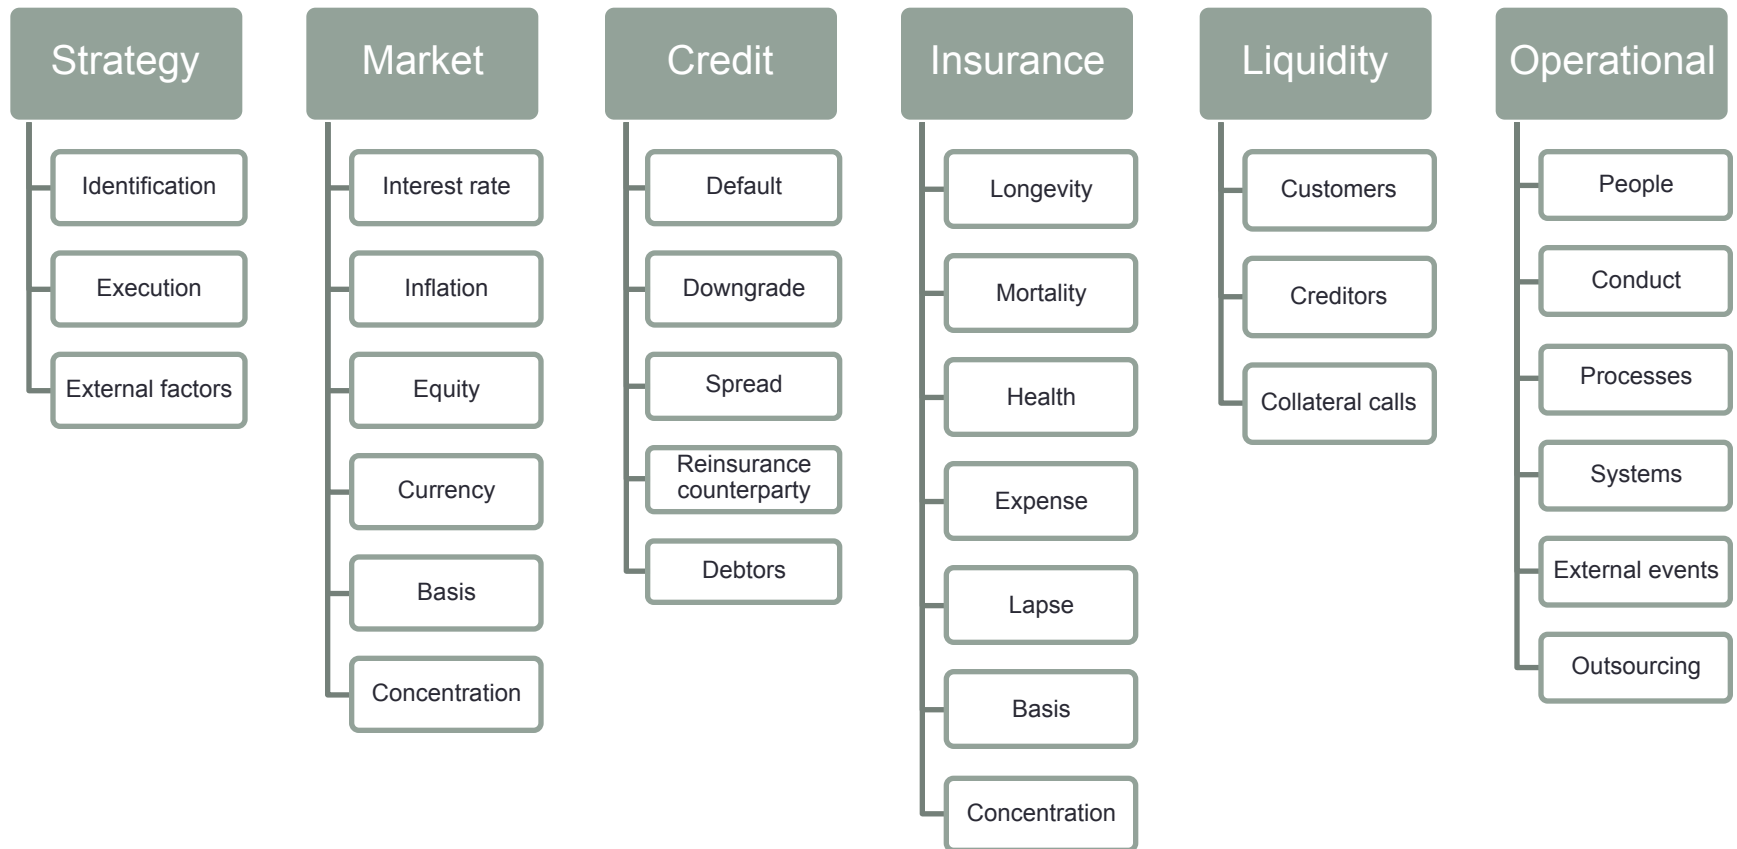 Strategy
Identification
Execution
External factors
Market
Interest rate
Inflation
Equity
Currency
Basis
Concentration
Credit
Default
Downgrade
Spread
Reinsurance
counterparty
Debtors
Insurance
Longevity
Mortality
Health
Expense
Lapse
Basis
Concentration
Liquidity
Customers
Creditors
Collateral calls
Operational
People
Conduct
Processes
Systems
External events
Outsourcing